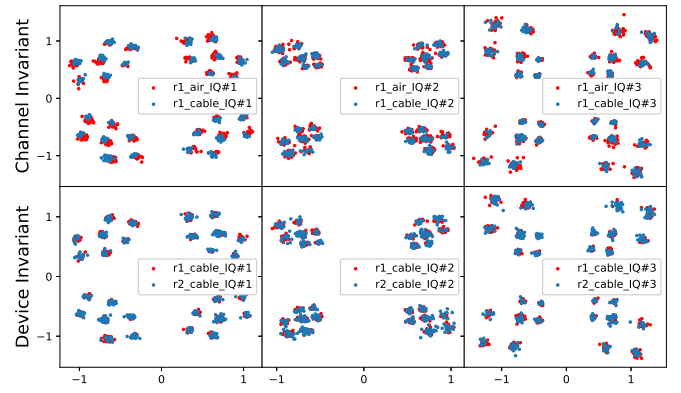 Channel Invariant
1
0
−1
r1_air_IQ#1
r1_cable_IQ#1
r1_air_IQ#2
r1_cable_IQ#2
r1_air_IQ#3
r1_cable_IQ#3
Device Invariant
1
0
−1
r1_cable_IQ#1
r2_cable_IQ#1
r1_cable_IQ#2
r2_cable_IQ#2
r1_cable_IQ#3
r2_cable_IQ#3
−1 0 1 −1 0 1 −1 0 1